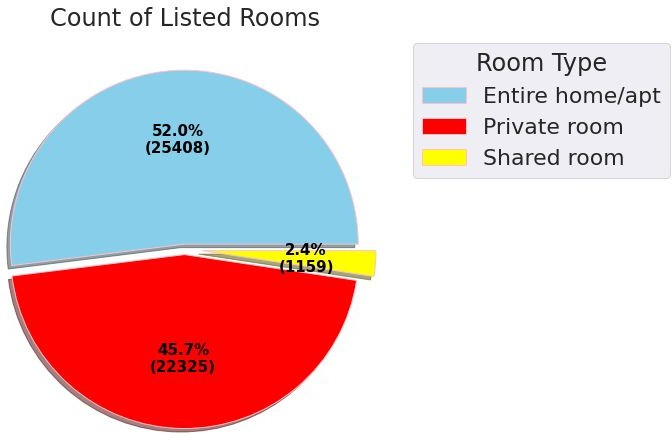 Count of Listed Rooms
Room Type
Entire home/apt
Private room
Shared room
52.0%
(25408)
2.4%
(1159)
45.7%
(22325)